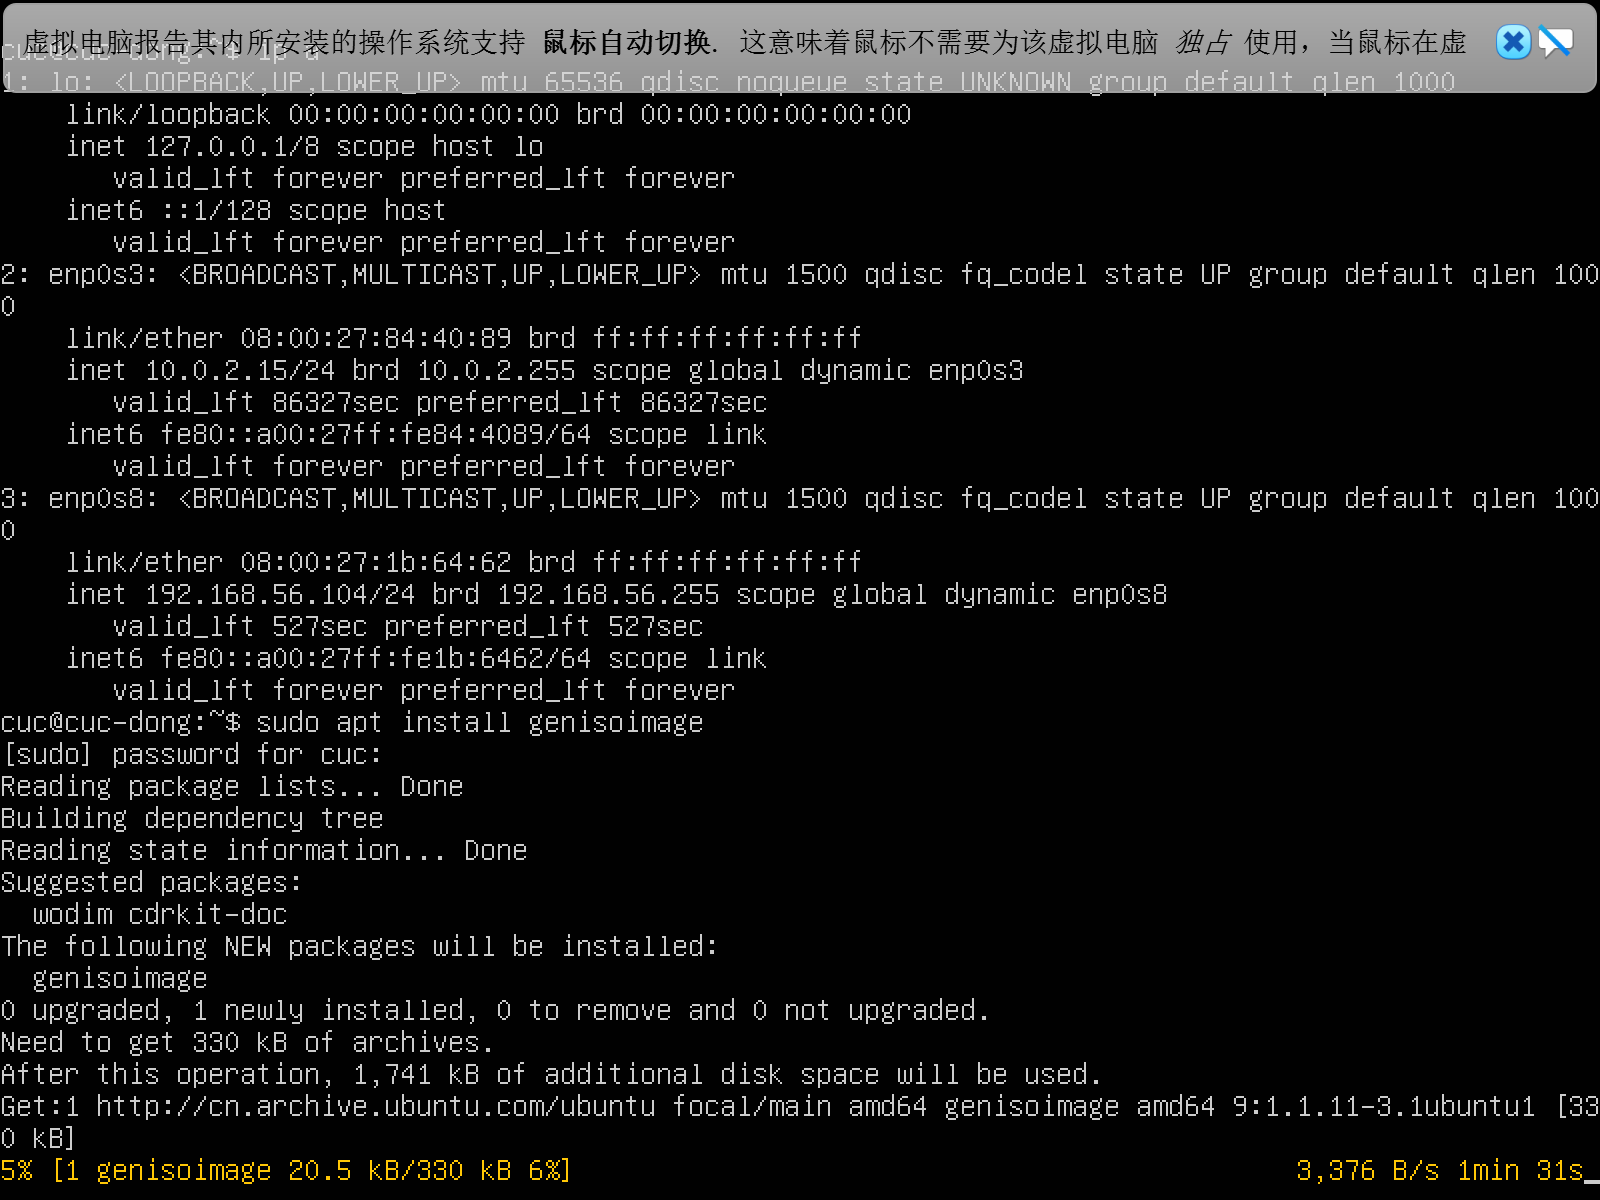 虚拟电脑报告其内所安装的操作系统支持 鼠标自动切换. 这意味着鼠标不需要为该虚拟电脑 独占 使用，当鼠标在虚
cuc@cuc-dong:~$ ip a
1: lo: <LOOPBACK,UP,LOWER_UP> mtu 65536 qdisc noqueue state UNKNOWN group default qlen 1000
    link/loopback 00:00:00:00:00:00 brd 00:00:00:00:00:00
    inet 127.0.0.1/8 scope host lo
       valid_lft forever preferred_lft forever
    inet6 ::1/128 scope host
       valid_lft forever preferred_lft forever
2: enp0s3: <BROADCAST,MULTICAST,UP,LOWER_UP> mtu 1500 qdisc fq_codel state UP group default qlen 100
0
    link/ether 08:00:27:84:40:89 brd ff:ff:ff:ff:ff:ff
    inet 10.0.2.15/24 brd 10.0.2.255 scope global dynamic enp0s3
       valid_lft 86327sec preferred_lft 86327sec
    inet6 fe80::a00:27ff:fe84:4089/64 scope link
       valid_lft forever preferred_lft forever
3: enp0s8: <BROADCAST,MULTICAST,UP,LOWER_UP> mtu 1500 qdisc fq_codel state UP group default qlen 100
0
    link/ether 08:00:27:1b:64:62 brd ff:ff:ff:ff:ff:ff
    inet 192.168.56.104/24 brd 192.168.56.255 scope global dynamic enp0s8
       valid_lft 527sec preferred_lft 527sec
    inet6 fe80::a00:27ff:fe1b:6462/64 scope link
       valid_lft forever preferred_lft forever
cuc@cuc-dong:~$ sudo apt install genisoimage
[sudo] password for cuc:
Reading package lists... Done
Building dependency tree
Reading state information... Done
Suggested packages:
  wodim cdrkit-doc
The following NEW packages will be installed:
  genisoimage
0 upgraded, 1 newly installed, 0 to remove and 0 not upgraded.
Need to get 330 kB of archives.
After this operation, 1,741 kB of additional disk space will be used.
Get:1 http://cn.archive.ubuntu.com/ubuntu focal/main amd64 genisoimage amd64 9:1.1.11-3.1ubuntu1 [33
0 kB]
5% [1 genisoimage 20.5 kB/330 kB 6%] 3,376 B/s 1min 31s_